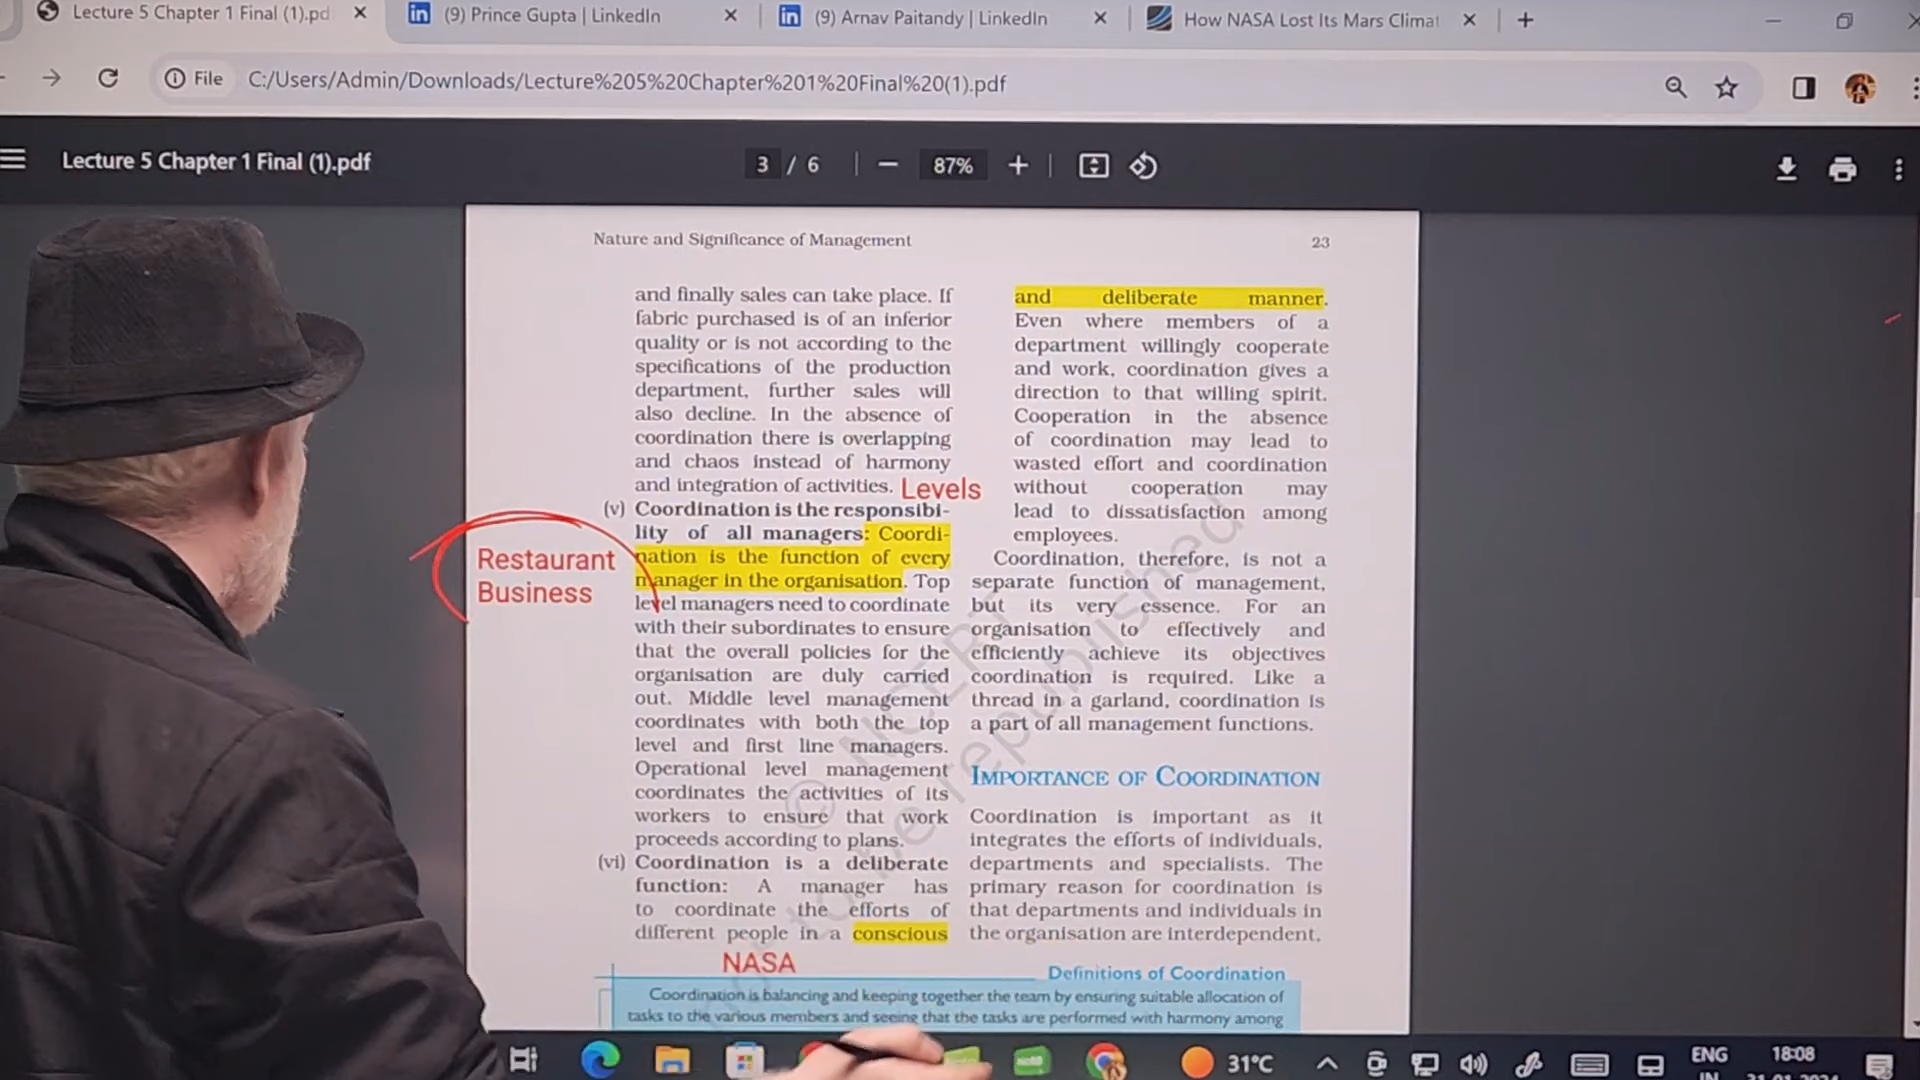 Lecture 5 Chapter 1 Final (1).pd
(9) Prince Gupta | LinkedIn
(9) Arnav Paitandy | LinkedIn
How NASA Lost Its Mars Climat
File
C:/Users/Admin/Downloads/Lecture%205%20Chapter%201%20Final%20(1).pdf
Lecture 5 Chapter 1 Final (1).pdf
3 / 6
87%
Nature and Significance of Management
23
and finally sales can take place. If
fabric purchased is of an inferior
quality or is not according to the
specifications of the production
department, further sales will
also decline. In the absence of
coordination there is overlapping
and chaos instead of harmony
and integration of activities.
Levels
(v) Coordination is the responsibi-
lity of all managers: Coordi-
nation is the function of every
manager in the organisation. Top
level managers need to coordinate
with their subordinates to ensure
that the overall policies for the
organisation are duly carried
out. Middle level management
coordinates with both the top
level and first line managers.
Operational level management
coordinates the activities of its
workers to ensure that work
proceeds according to plans.
Restaurant
Business
(vi) Coordination is a deliberate
function: A manager has
to coordinate the efforts of
different people in a conscious
NASA
and deliberate manner.
Even where members of a
department willingly cooperate
and work, coordination gives a
direction to that willing spirit.
Cooperation in the absence
of coordination may lead to
wasted effort and coordination
without cooperation may
lead to dissatisfaction among
employees.
Coordination, therefore, is not a
separate function of management,
but its very essence. For an
organisation to effectively and
efficiently achieve its objectives
coordination is required. Like a
thread in a garland, coordination is
a part of all management functions.
IMPORTANCE OF COORDINATION
Coordination is important as it
integrates the efforts of individuals,
departments and specialists. The
primary reason for coordination is
that departments and individuals in
the organisation are interdependent,
Definitions of Coordination
Coordination is balancing and keeping together the team by ensuring suitable allocation of
tasks to the various members and seeing that the tasks are performed with harmony among
© NCERT
be republished
31°C
ENG
IN
18:08